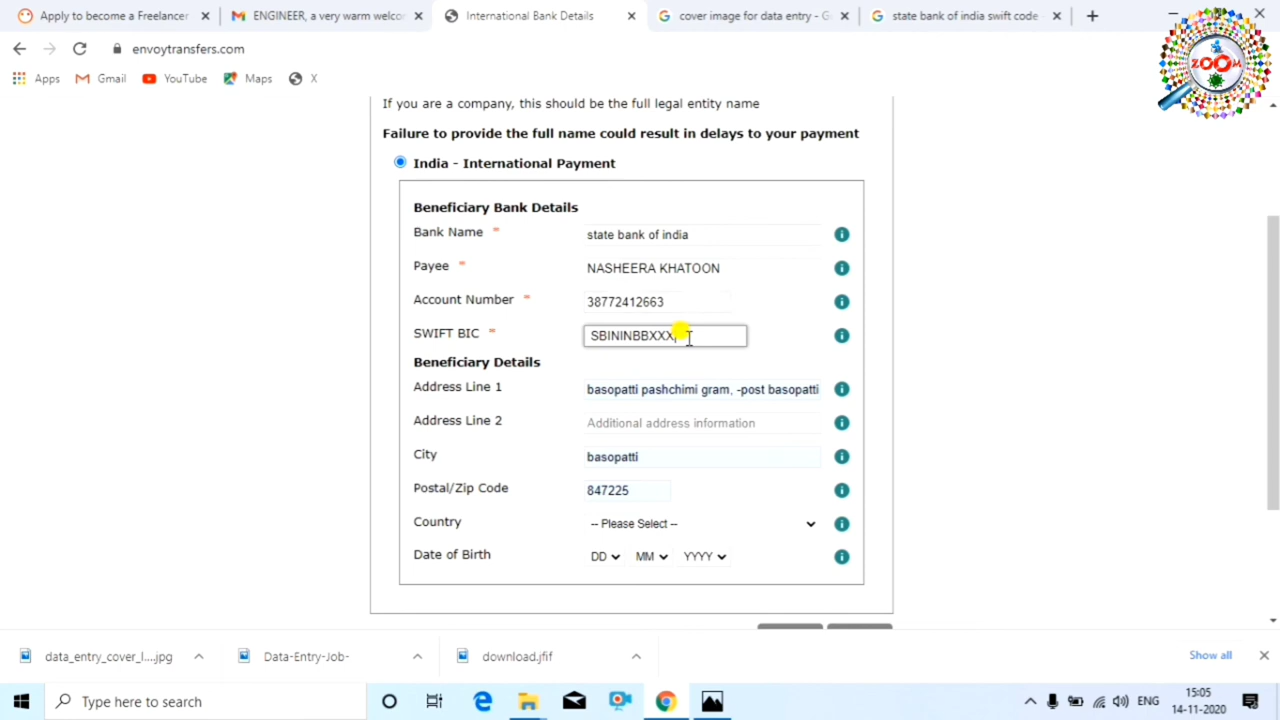 Apply to become a Freelancer
ENGINEER, a very warm welco
International Bank Details
cover image for data entry - G
state bank of india swift code -
envoytransfers.com
Apps
Gmail
YouTube
Maps
X
ZOOM
If you are a company, this should be the full legal entity name
Failure to provide the full name could result in delays to your payment
India - International Payment
Beneficiary Bank Details
Bank Name * state bank of india
Payee * NASHEERA KHATOON
Account Number * 38772412663
SWIFT BIC * SBININBBXXX
Beneficiary Details
Address Line 1 basopatti pashchimi gram, -post basopatti
Address Line 2 Additional address information
City basopatti
Postal/Zip Code 847225
Country -- Please Select --
Date of Birth DD MM YYYY
data_entry_cover_l....jpg
Data-Entry-Job-
download.jfif
Show all
Type here to search
ENG
15:05
14-11-2020